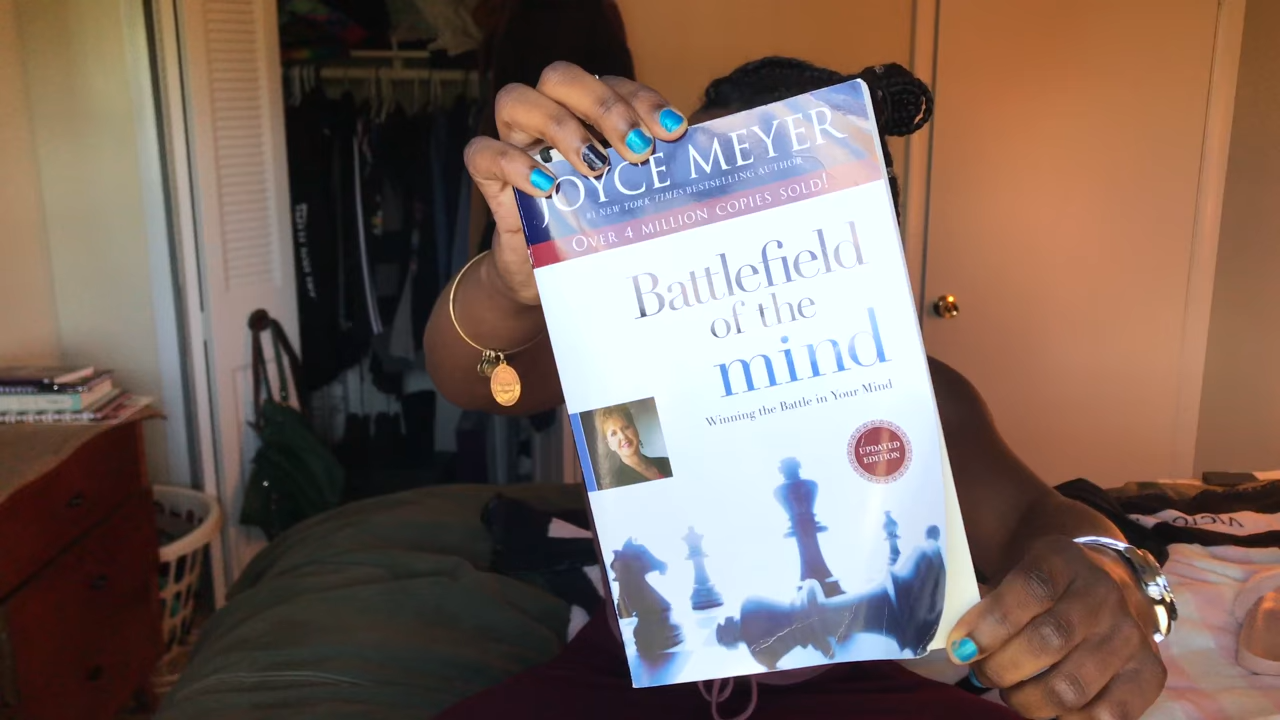 JOYCE MEYER
#1 NEW YORK TIMES BESTSELLING AUTHOR
OVER 4 MILLION COPIES SOLD!
Battlefield
of the
mind
Winning the Battle in Your Mind
UPDATED
EDITION
VICTO